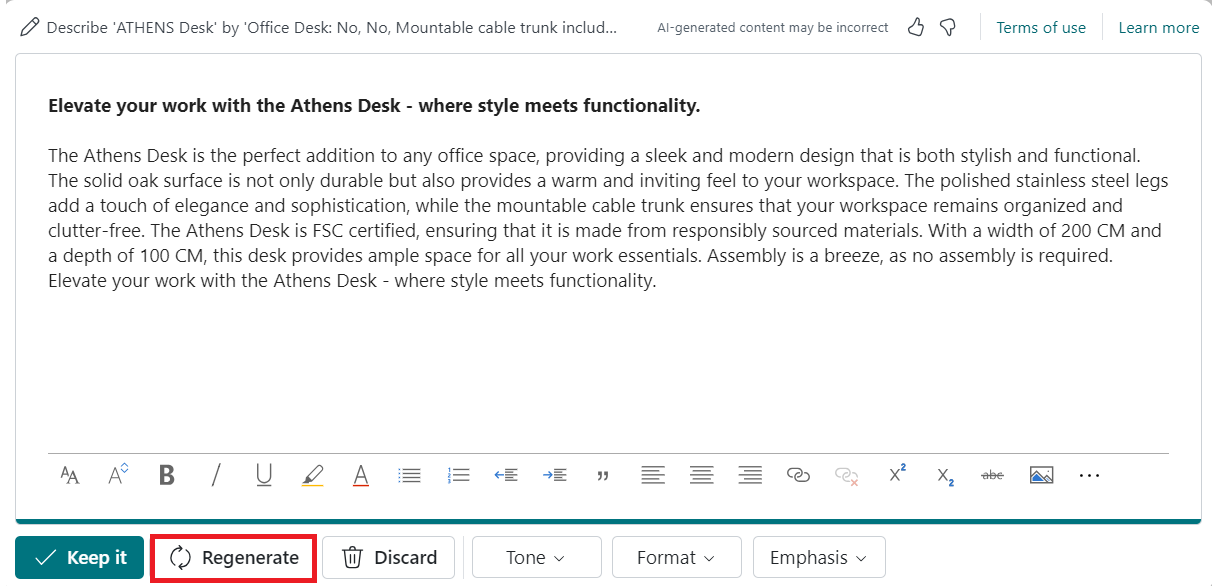 Describe 'ATHENS Desk' by 'Office Desk: No, No, Mountable cable trunk includ...
AI-generated content may be incorrect
Terms of use
Learn more
Elevate your work with the Athens Desk - where style meets functionality.
The Athens Desk is the perfect addition to any office space, providing a sleek and modern design that is both stylish and functional.
The solid oak surface is not only durable but also provides a warm and inviting feel to your workspace. The polished stainless steel legs
add a touch of elegance and sophistication, while the mountable cable trunk ensures that your workspace remains organized and
clutter-free. The Athens Desk is FSC certified, ensuring that it is made from responsibly sourced materials. With a width of 200 CM and
a depth of 100 CM, this desk provides ample space for all your work essentials. Assembly is a breeze, as no assembly is required.
Elevate your work with the Athens Desk - where style meets functionality.
Keep it
Regenerate
Discard
Tone
Format
Emphasis